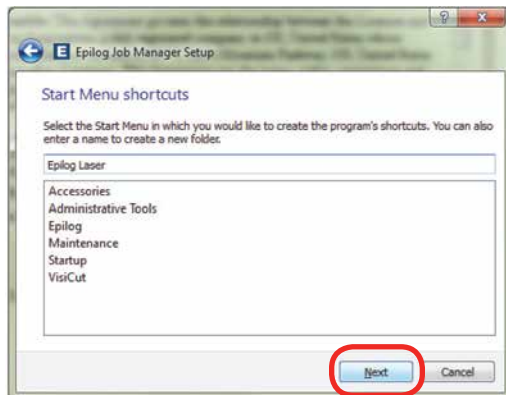 Epilog Job Manager Setup
Start Menu shortcuts
Select the Start Menu in which you would like to create the program's shortcuts. You can also
enter a name to create a new folder.
Epilog Laser
Accessories
Administrative Tools
Epilog
Maintenance
Startup
VisiCut
Next
Cancel